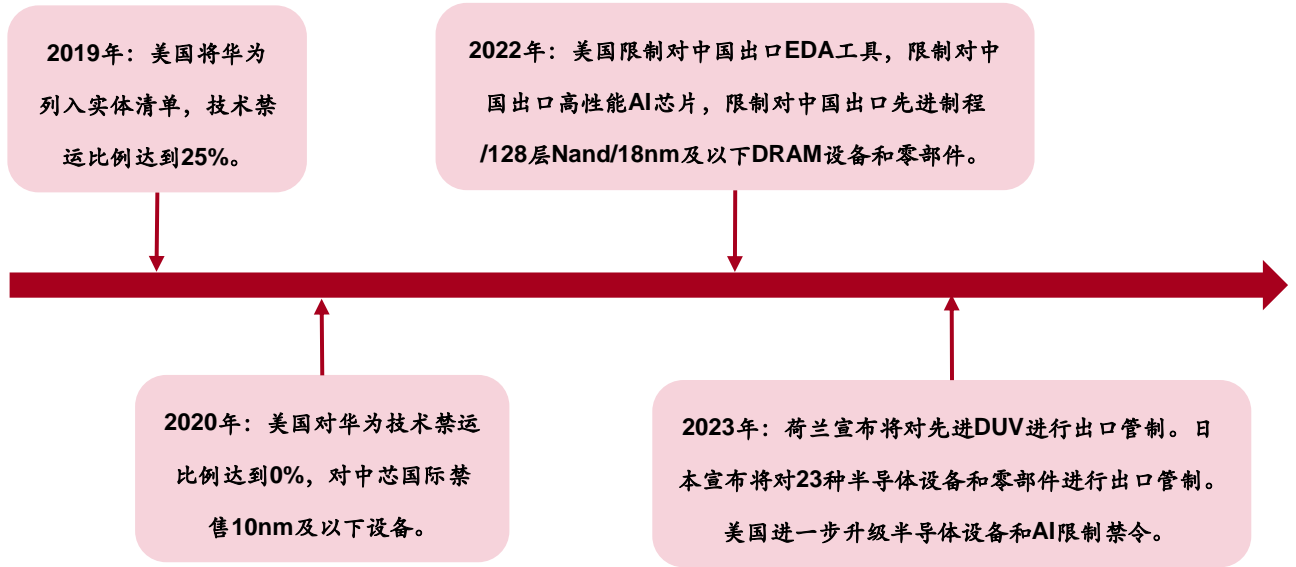 2019年：美国将华为
列入实体清单，技术禁
运比例达到25%。
2022年：美国限制对中国出口EDA工具，限制对中
国出口高性能AI芯片，限制对中国出口先进制程
/128层Nand/18nm及以下DRAM设备和零部件。
2020年：美国对华为技术禁运
比例达到0%，对中芯国际禁
售10nm及以下设备。
2023年：荷兰宣布将对先进DUV进行出口管制。日
本宣布将对23种半导体设备和零部件进行出口管制。
美国进一步升级半导体设备和AI限制禁令。